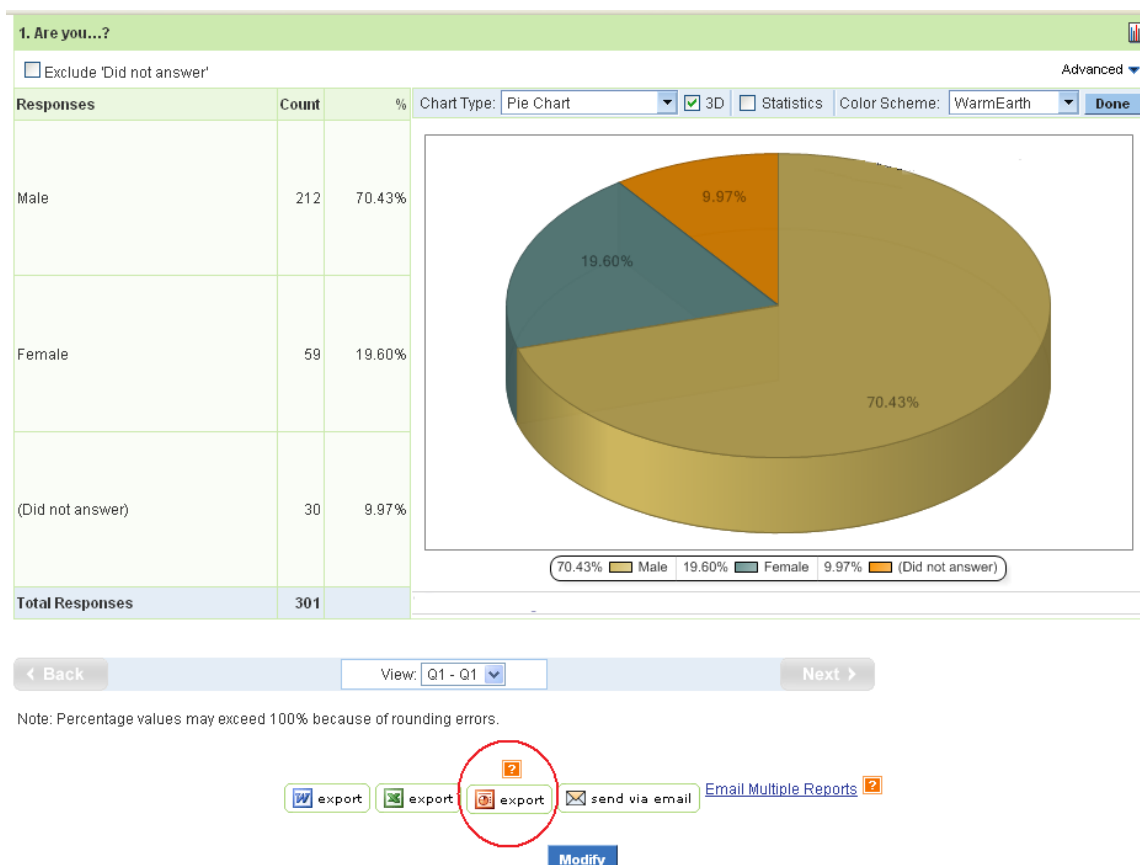 1. Are you...?
Exclude 'Did not answer'
Advanced
Responses Count %
Chart Type: Pie Chart 3D Statistics Color Scheme: WarmEarth Done
Male 212 70.43%
Female 59 19.60%
(Did not answer) 30 9.97%
9.97%
19.60%
70.43%
70.43% Male 19.60% Female 9.97% (Did not answer)
Total Responses 301
Back View: Q1 - Q1 Next
Note: Percentage values may exceed 100% because of rounding errors.
?
export export export send via email Email Multiple Reports ?
Modify